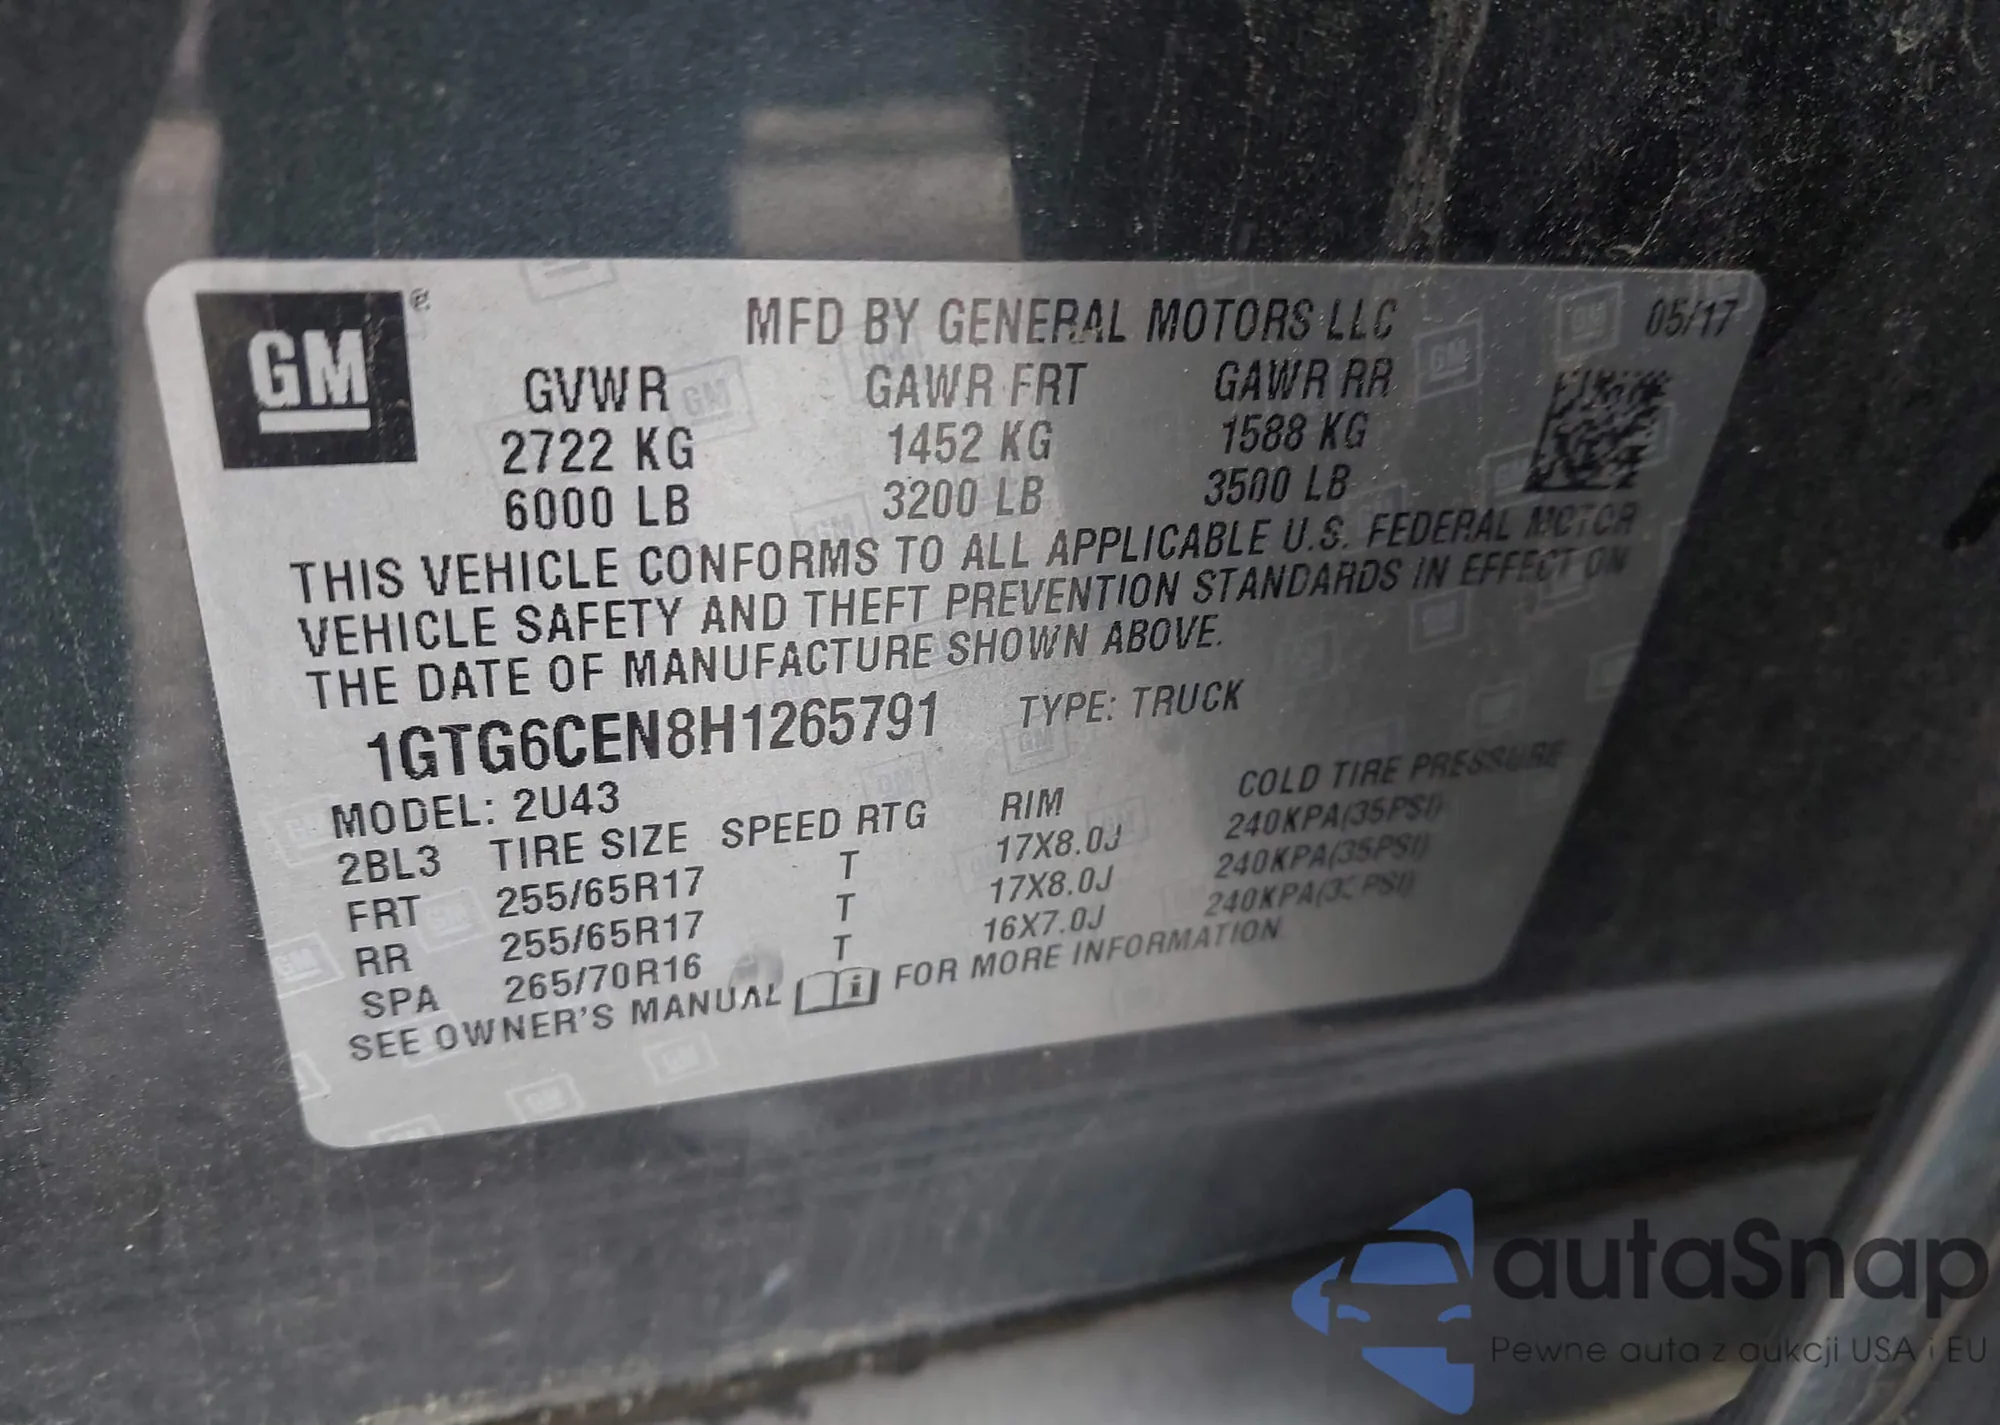 GM
MFD BY GENERAL MOTORS LLC 05/17
GVWR GAWR FRT GAWR RR
2722 KG 1452 KG 1588 KG
6000 LB 3200 LB 3500 LB
THIS VEHICLE CONFORMS TO ALL APPLICABLE U.S. FEDERAL MOTOR
VEHICLE SAFETY AND THEFT PREVENTION STANDARDS IN EFFECT ON
THE DATE OF MANUFACTURE SHOWN ABOVE.
1GTG6CEN8H1265791 TYPE: TRUCK
MODEL: 2U43
2BL3 TIRE SIZE SPEED RTG RIM COLD TIRE PRESSURE
FRT 255/65R17 T 17X8.0J 240KPA(35PSI)
RR 255/65R17 T 17X8.0J 240KPA(35PSI)
SPA 265/70R16 T 16X7.0J 240KPA(35PSI)
SEE OWNER'S MANUAL FOR MORE INFORMATION
autaSnap
Pewne auta z aukcji USA i EU